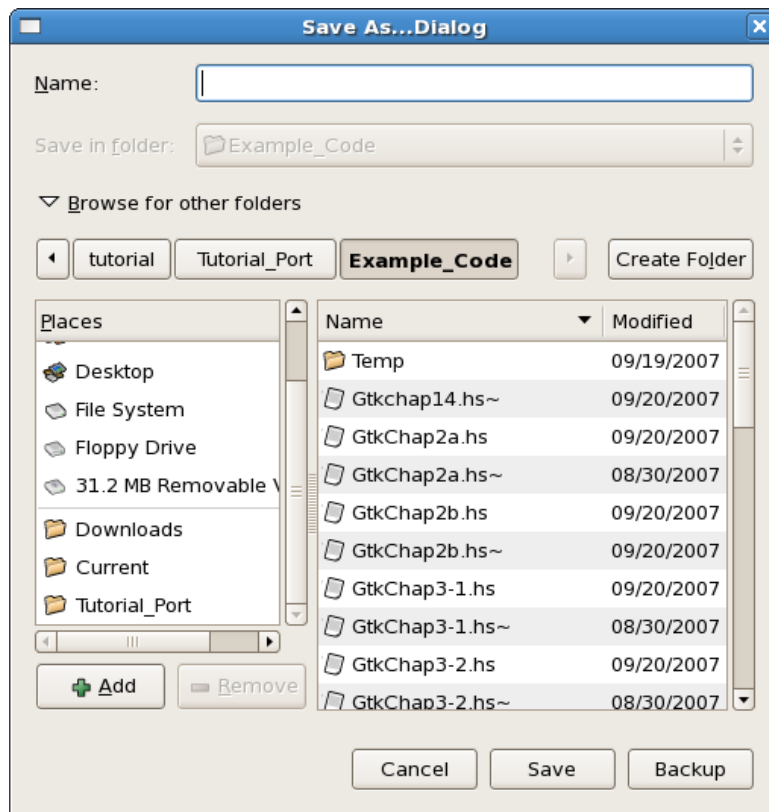 Save As...Dialog
Name:
Save in folder: Example_Code
Browse for other folders
tutorial Tutorial_Port Example_Code Create Folder
Places
Desktop
File System
Floppy Drive
31.2 MB Removable
Downloads
Current
Tutorial_Port
Add Remove
Name Modified
Temp 09/19/2007
Gtkchap14.hs~ 09/20/2007
GtkChap2a.hs 09/20/2007
GtkChap2a.hs~ 08/30/2007
GtkChap2b.hs 09/20/2007
GtkChap2b.hs~ 09/20/2007
GtkChap3-1.hs 09/20/2007
GtkChap3-1.hs~ 08/30/2007
GtkChap3-2.hs 09/20/2007
GtkChap3-2.hs~ 08/30/2007
Cancel Save Backup